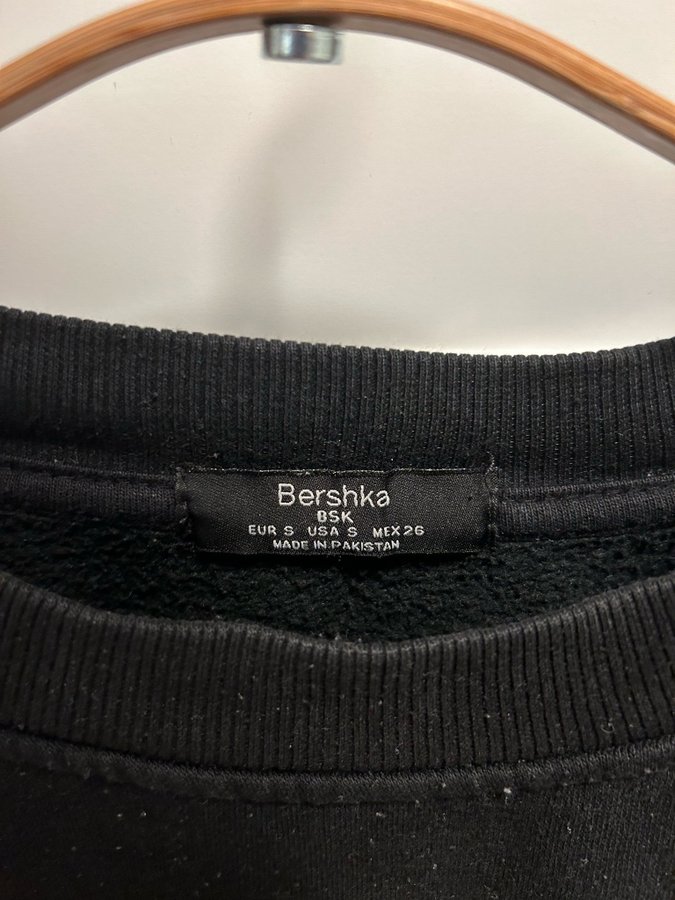 Bershka
BSK
EUR S USA S MEX 26
MADE IN PAKISTAN